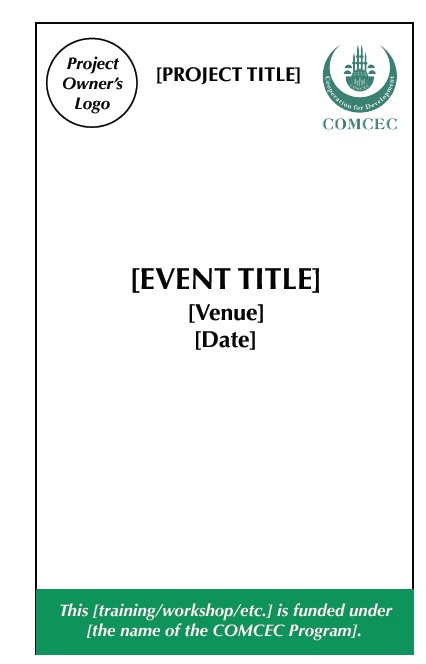 Project
Owner's
Logo
[PROJECT TITLE]
Cooperation for Development
COMCEC
[EVENT TITLE]
[Venue]
[Date]
This [training/workshop/etc.] is funded under
[the name of the COMCEC Program].